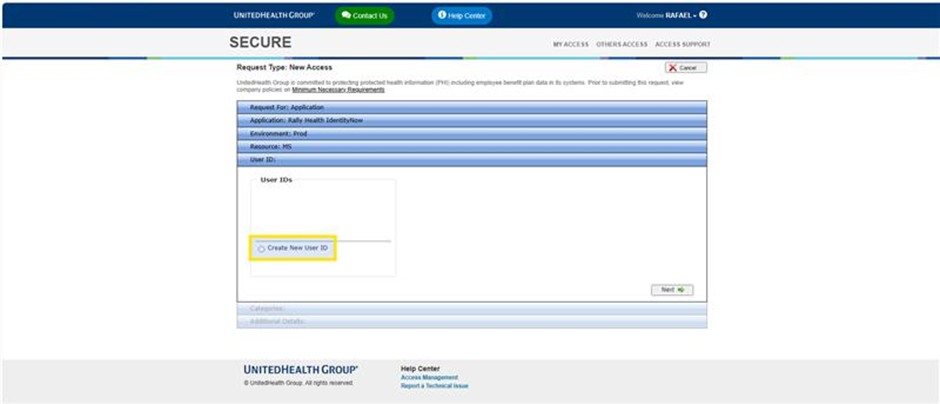 UNITEDHEALTH GROUP®
Contact Us
Help Center
Welcome RAFAEL
SECURE
MY ACCESS OTHERS ACCESS ACCESS SUPPORT
Request Type: New Access
Cancel
UnitedHealth Group is committed to protecting protected health information (PHI) including employee benefit plan data in its systems. Prior to submitting this request, view
company policies on Minimum Necessary Requirements
Request For: Application
Application: Rally Health IdentityNow
Environment: Prod
Resource: MS
User ID:
User IDs
Create New User ID
Next
Categories:
Additional Details:
UNITEDHEALTH GROUP®
© UnitedHealth Group. All rights reserved.
Help Center
Access Management
Report a Technical Issue